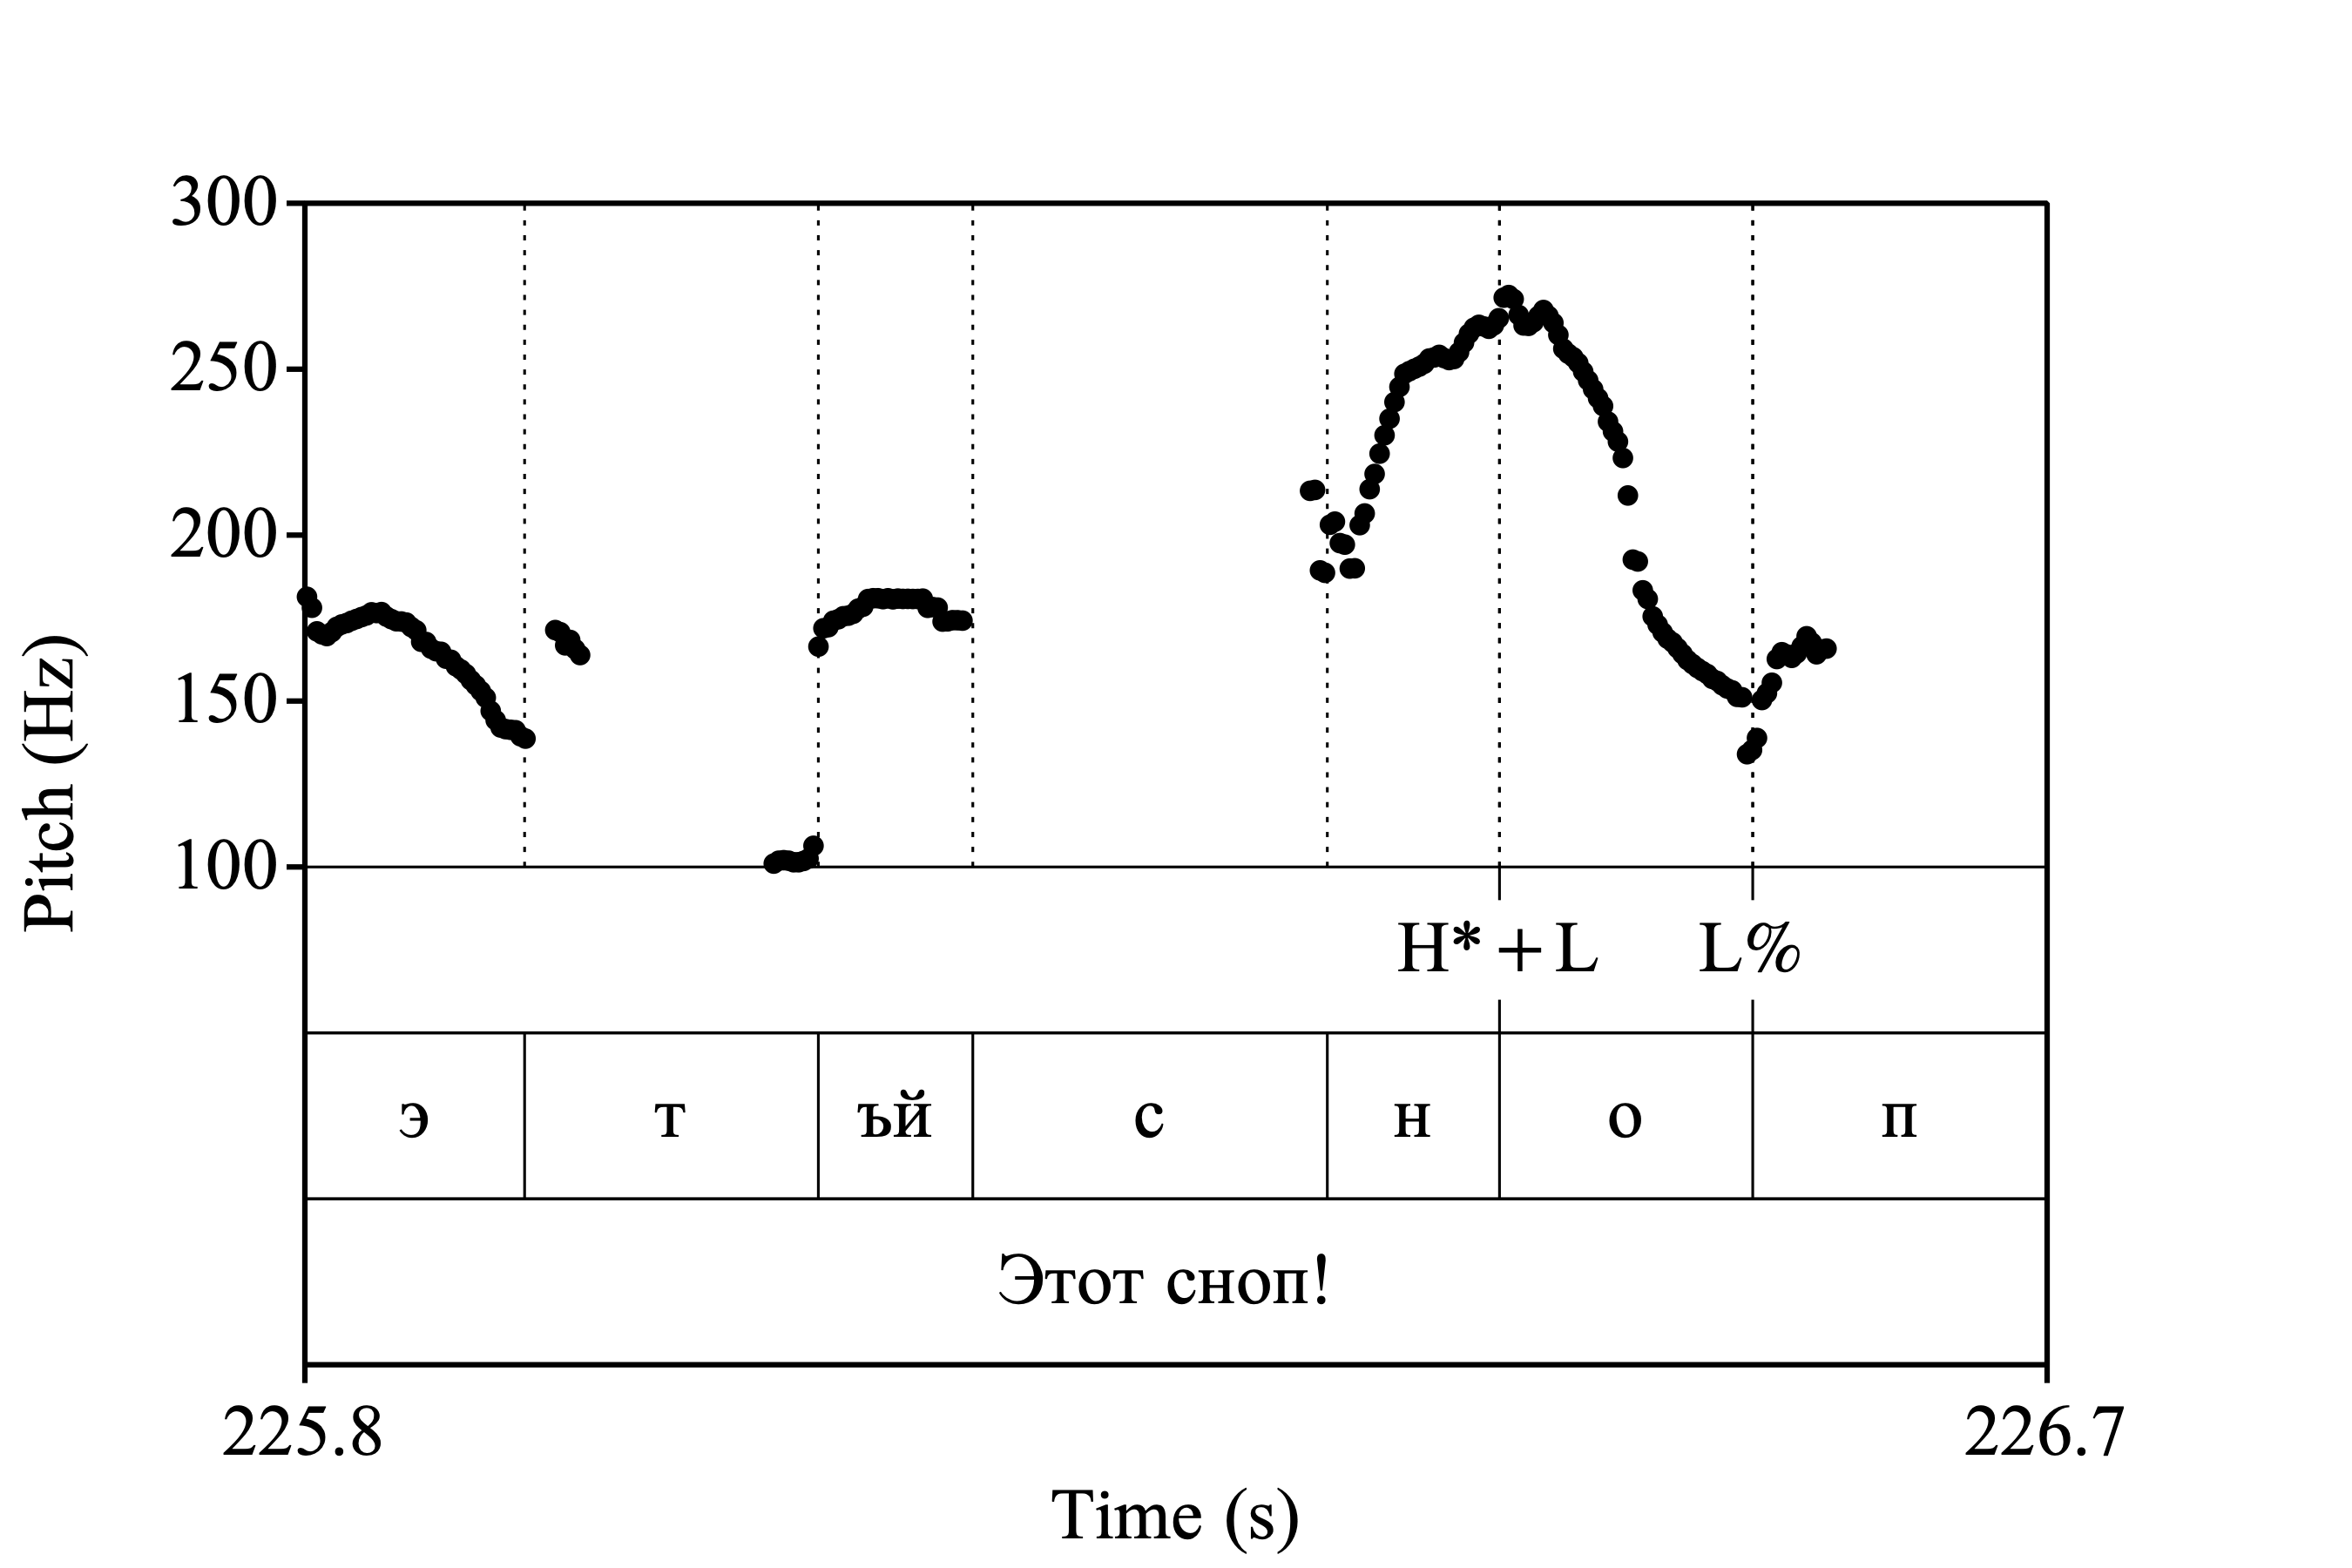 300
250
200
150
100
Pitch (Hz)
H* + L L%
э т ъй с н о п
Этот сноп!
225.8 226.7
Time (s)